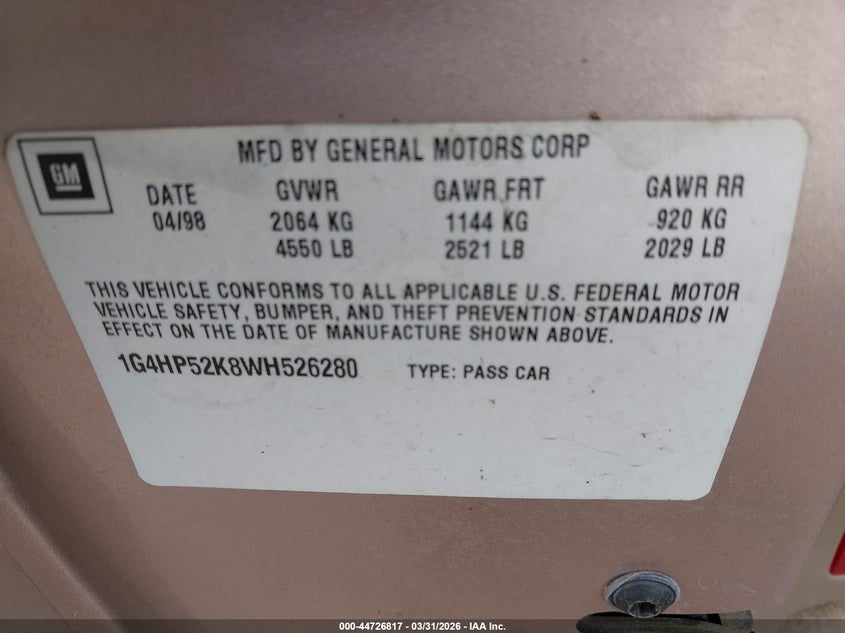 GM
MFD BY GENERAL MOTORS CORP
DATE GVWR GAWR FRT GAWR RR
04/98 2064 KG 1144 KG 920 KG
4550 LB 2521 LB 2029 LB
THIS VEHICLE CONFORMS TO ALL APPLICABLE U.S. FEDERAL MOTOR
VEHICLE SAFETY, BUMPER, AND THEFT PREVENTION STANDARDS IN
EFFECT ON THE DATE OF MANUFACTURE SHOWN ABOVE.
1G4HP52K8WH526280 TYPE: PASS CAR
000-44726817 | 03/31/2026 | IAA Inc.